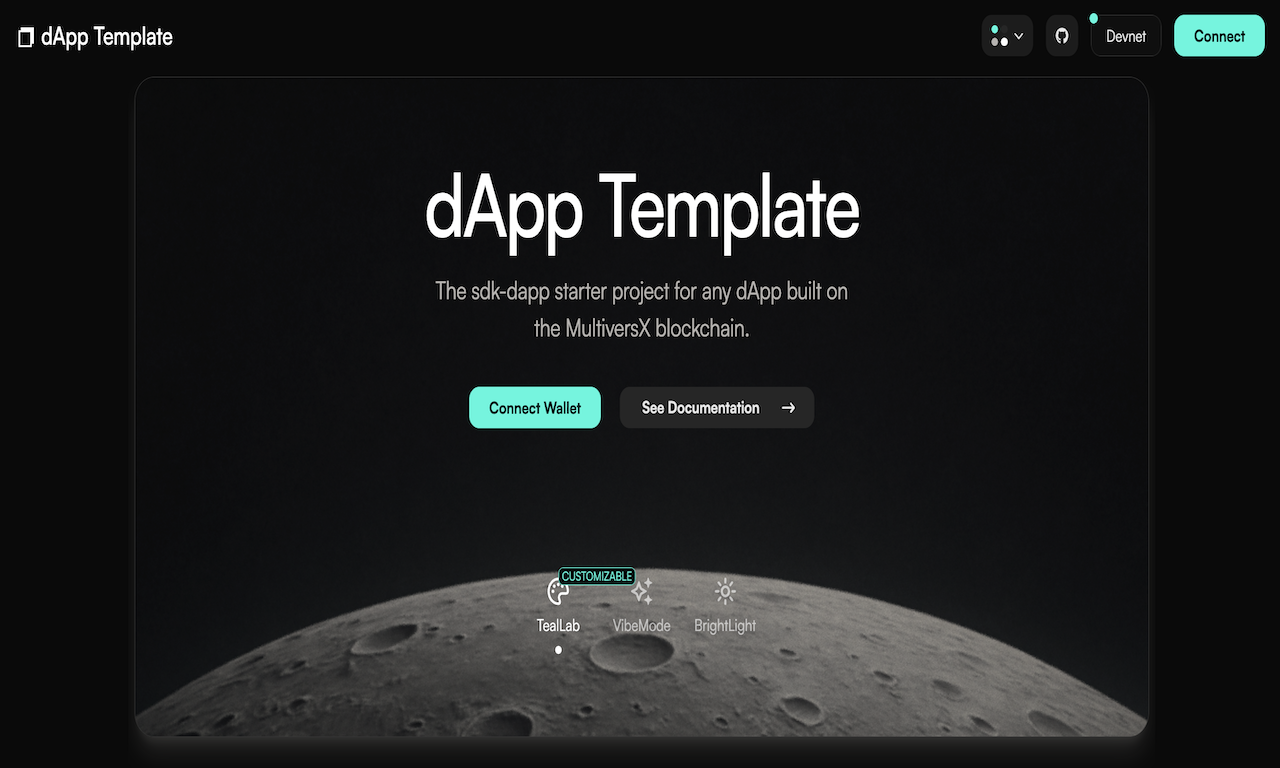 dApp Template
Devnet
Connect
dApp Template
The sdk-dapp starter project for any dApp built on
the MultiversX blockchain.
Connect Wallet
See Documentation
CUSTOMIZABLE
TealLab
VibeMode
BrightLight